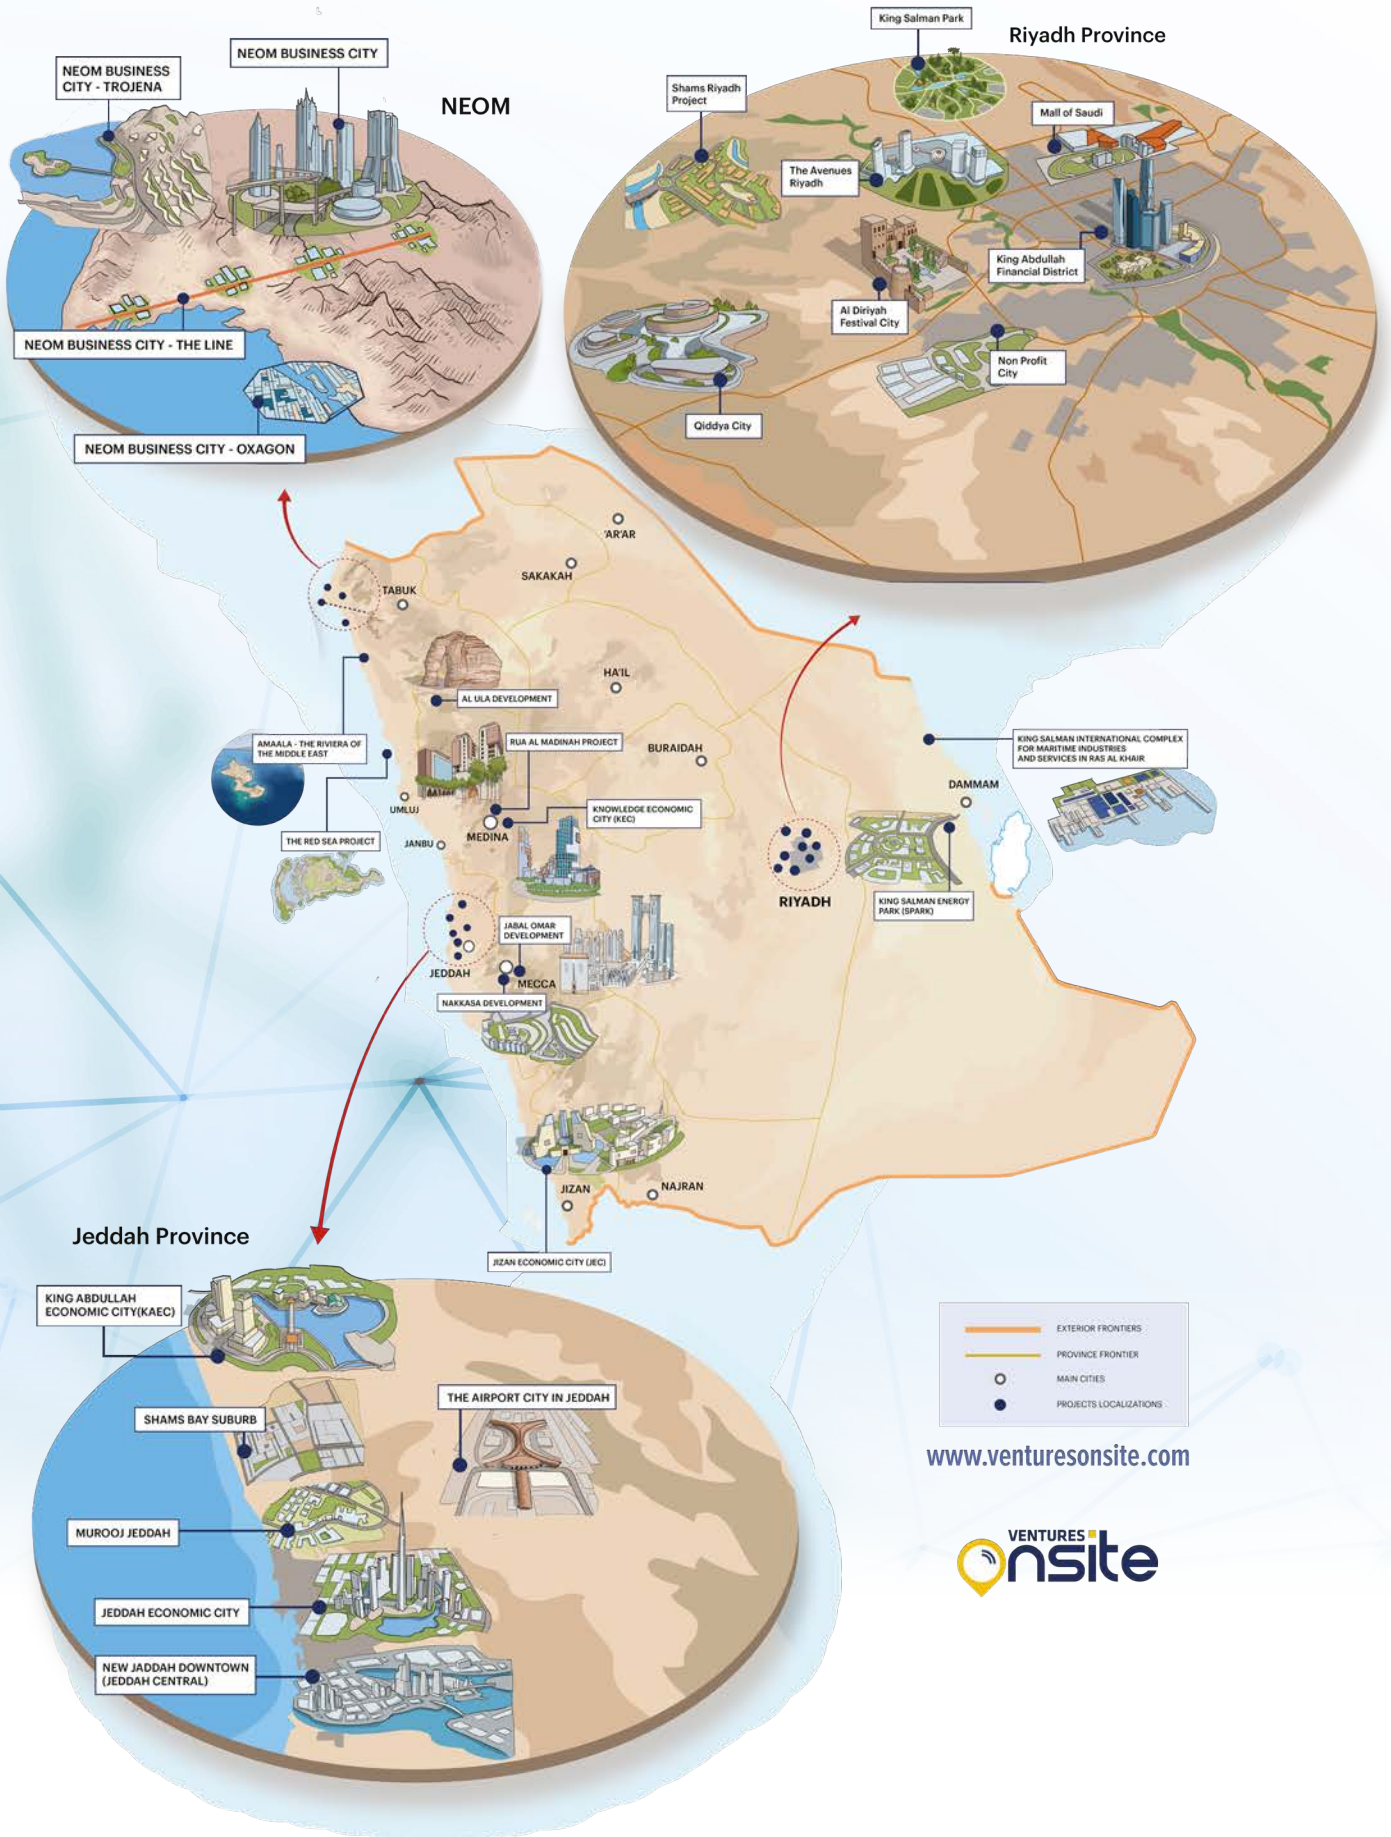 NEOM BUSINESS
CITY - TROJENA
NEOM BUSINESS CITY
NEOM
NEOM BUSINESS CITY - THE LINE
NEOM BUSINESS CITY - OXAGON
King Salman Park
Riyadh Province
Shams Riyadh
Project
Mall of Saudi
The Avenues
Riyadh
King Abdullah
Financial District
Al Diriyah
Festival City
Non Profit
City
Qiddya City
'AR'AR
SAKAKAH
TABUK
HA'IL
AL ULA DEVELOPMENT
AMAALA - THE RIVIERA OF
THE MIDDLE EAST
RUA AL MADINAH PROJECT
BURAIDAH
KING SALMAN INTERNATIONAL COMPLEX
FOR MARITIME INDUSTRIES
AND SERVICES IN RAS AL KHAIR
DAMMAM
UMLUJ
KNOWLEDGE ECONOMIC
CITY (KEC)
MEDINA
THE RED SEA PROJECT
JANBU
RIYADH
KING SALMAN ENERGY
PARK (SPARK)
JABAL OMAR
DEVELOPMENT
JEDDAH
MECCA
NAKKASA DEVELOPMENT
JIZAN
NAJRAN
JIZAN ECONOMIC CITY (JEC)
Jeddah Province
KING ABDULLAH
ECONOMIC CITY(KAEC)
THE AIRPORT CITY IN JEDDAH
SHAMS BAY SUBURB
MUROOJ JEDDAH
JEDDAH ECONOMIC CITY
NEW JADDAH DOWNTOWN
(JEDDAH CENTRAL)
EXTERIOR FRONTIERS
PROVINCE FRONTIER
MAIN CITIES
PROJECTS LOCALIZATIONS
www.venturesonsite.com
VENTURES
onsite